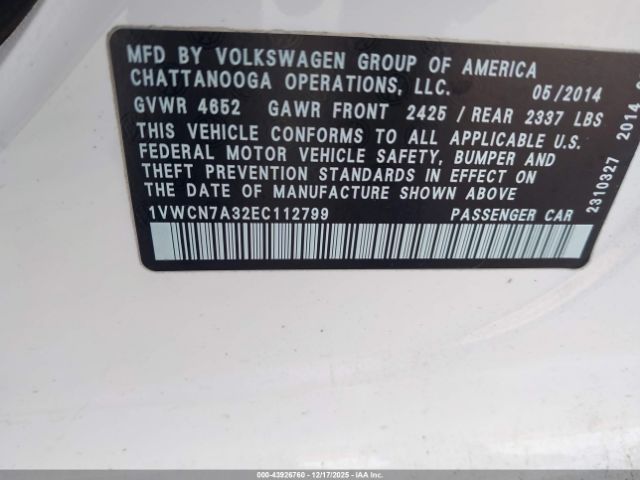 MFD BY VOLKSWAGEN GROUP OF AMERICA
CHATTANOOGA OPERATIONS, LLC. 05/2014
GVWR 4652 GAWR FRONT 2425 / REAR 2337 LBS
THIS VEHICLE CONFORMS TO ALL APPLICABLE U.S.
FEDERAL MOTOR VEHICLE SAFETY, BUMPER AND
THEFT PREVENTION STANDARDS IN EFFECT ON
THE DATE OF MANUFACTURE SHOWN ABOVE
1VWCN7A32EC112799 PASSENGER CAR
2310327 2014
000-43926760 - 12/17/2025 - IAAI.COM